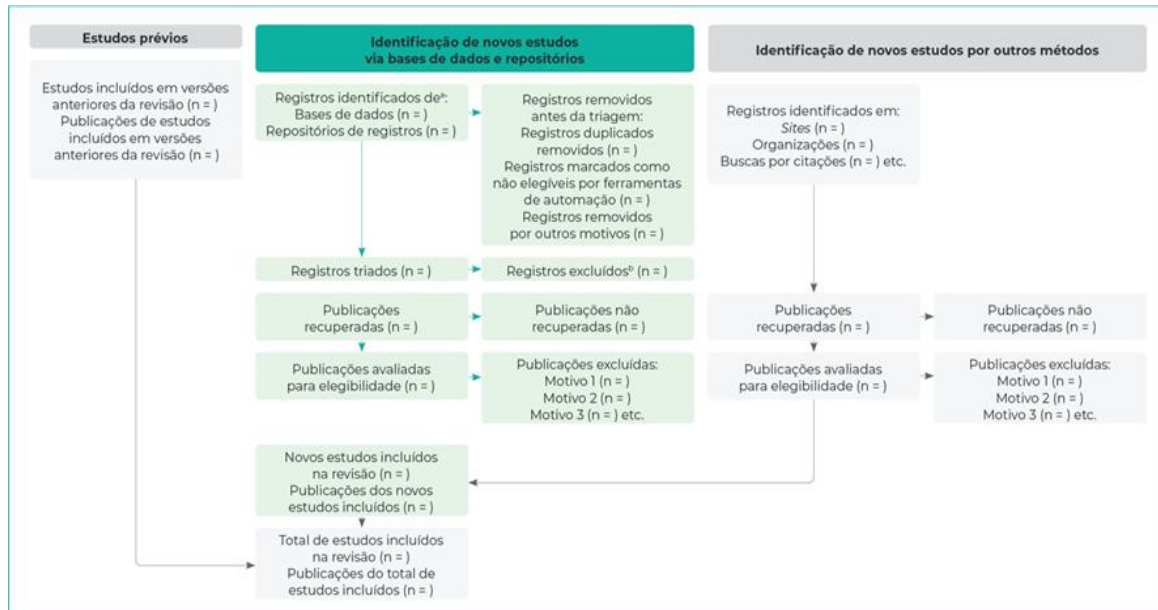 Estudos prévios
Estudos incluídos em versões
anteriores da revisão (n = )
Publicações de estudos
incluídos em versões
anteriores da revisão (n = )
Identificação de novos estudos
via bases de dados e repositórios
Registros identificados deᵃ:
Bases de dados (n = )
Repositórios de registros (n = )
Registros removidos
antes da triagem:
Registros duplicados
removidos (n = )
Registros marcados como
não elegíveis por ferramentas
de automação (n = )
Registros removidos
por outros motivos (n = )
Registros triados (n = )
Registros excluídosᵇ (n = )
Publicações
recuperadas (n = )
Publicações não
recuperadas (n = )
Publicações avaliadas
para elegibilidade (n = )
Publicações excluídas:
Motivo 1 (n = )
Motivo 2 (n = )
Motivo 3 (n = ) etc.
Novos estudos incluídos
na revisão (n = )
Publicações dos novos
estudos incluídos (n = )
Total de estudos incluídos
na revisão (n = )
Publicações do total de
estudos incluídos (n = )
Identificação de novos estudos por outros métodos
Registros identificados em:
Sites (n = )
Organizações (n = )
Buscas por citações (n = ) etc.
Publicações
recuperadas (n = )
Publicações não
recuperadas (n = )
Publicações avaliadas
para elegibilidade (n = )
Publicações excluídas:
Motivo 1 (n = )
Motivo 2 (n = )
Motivo 3 (n = ) etc.